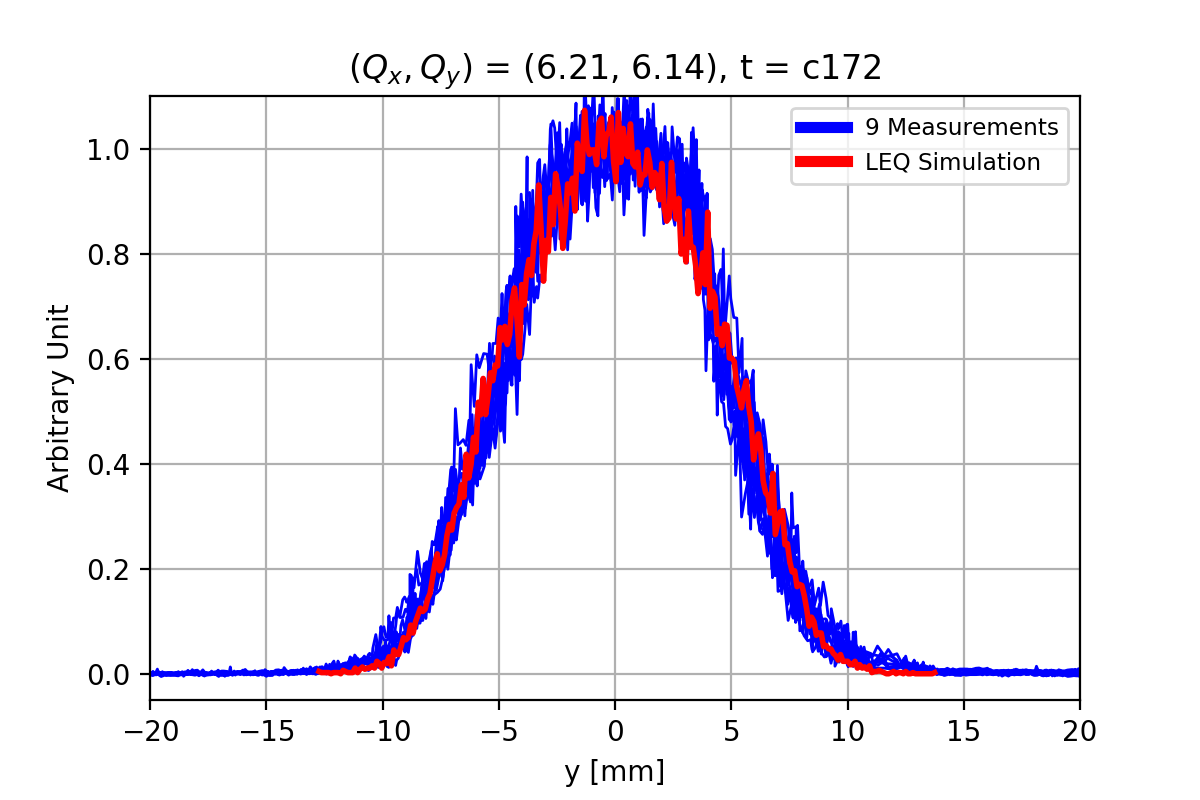 (Qx, Qy) = (6.21, 6.14), t = c172
9 Measurements
LEQ Simulation
1.0
0.8
0.6
0.4
0.2
0.0
Arbitrary Unit
−20 −15 −10 −5 0 5 10 15 20
y [mm]